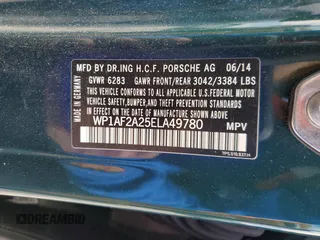 MFD BY DR.ING H.C.F. PORSCHE AG 06/14
GVWR 6283 GAWR FRONT/REAR 3042/3384 LBS
THIS VEHICLE CONFORMS TO ALL APPLICABLE
U.S. FEDERAL MOTOR VEHICLE SAFETY, BUMPER
AND THEFT PREVENTION STANDARDS IN EFFECT ON
THE DATE OF MANUFACTURE SHOWN ABOVE.
MADE IN GERMANY
WP1AF2A25ELA49780 MPV
© DREAMBID